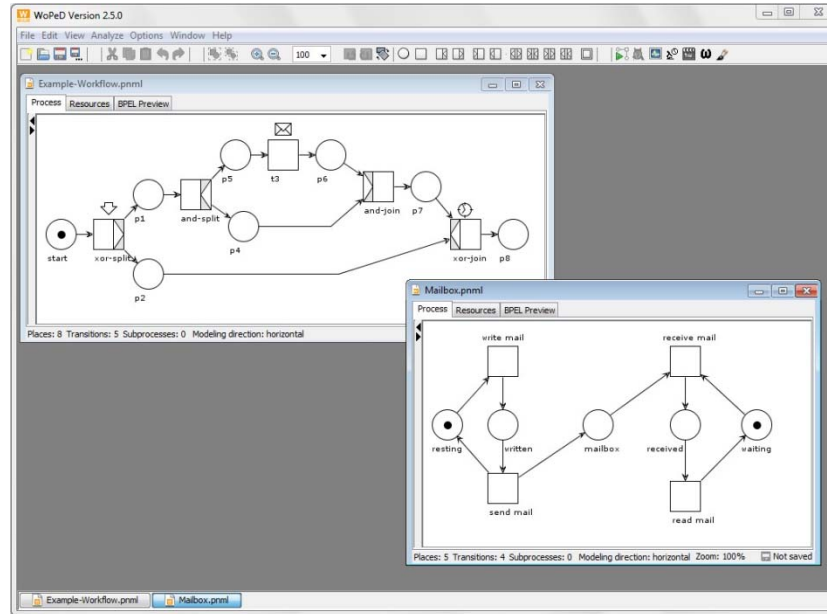 WoPeD Version 2.5.0
File Edit View Analyze Options Window Help
100
Example-Workflow.pnml
Process Resources BPEL Preview
p5 t3 p6
p1 and-split and-join p7
p4
start xor-split xor-join p8
p2
Places: 8 Transitions: 5 Subprocesses: 0 Modeling direction: horizontal
Mailbox.pnml
Process Resources BPEL Preview
write mail receive mail
resting written mailbox received waiting
send mail read mail
Places: 5 Transitions: 4 Subprocesses: 0 Modeling direction: horizontal Zoom: 100% Not saved
Example-Workflow.pnml Mailbox.pnml